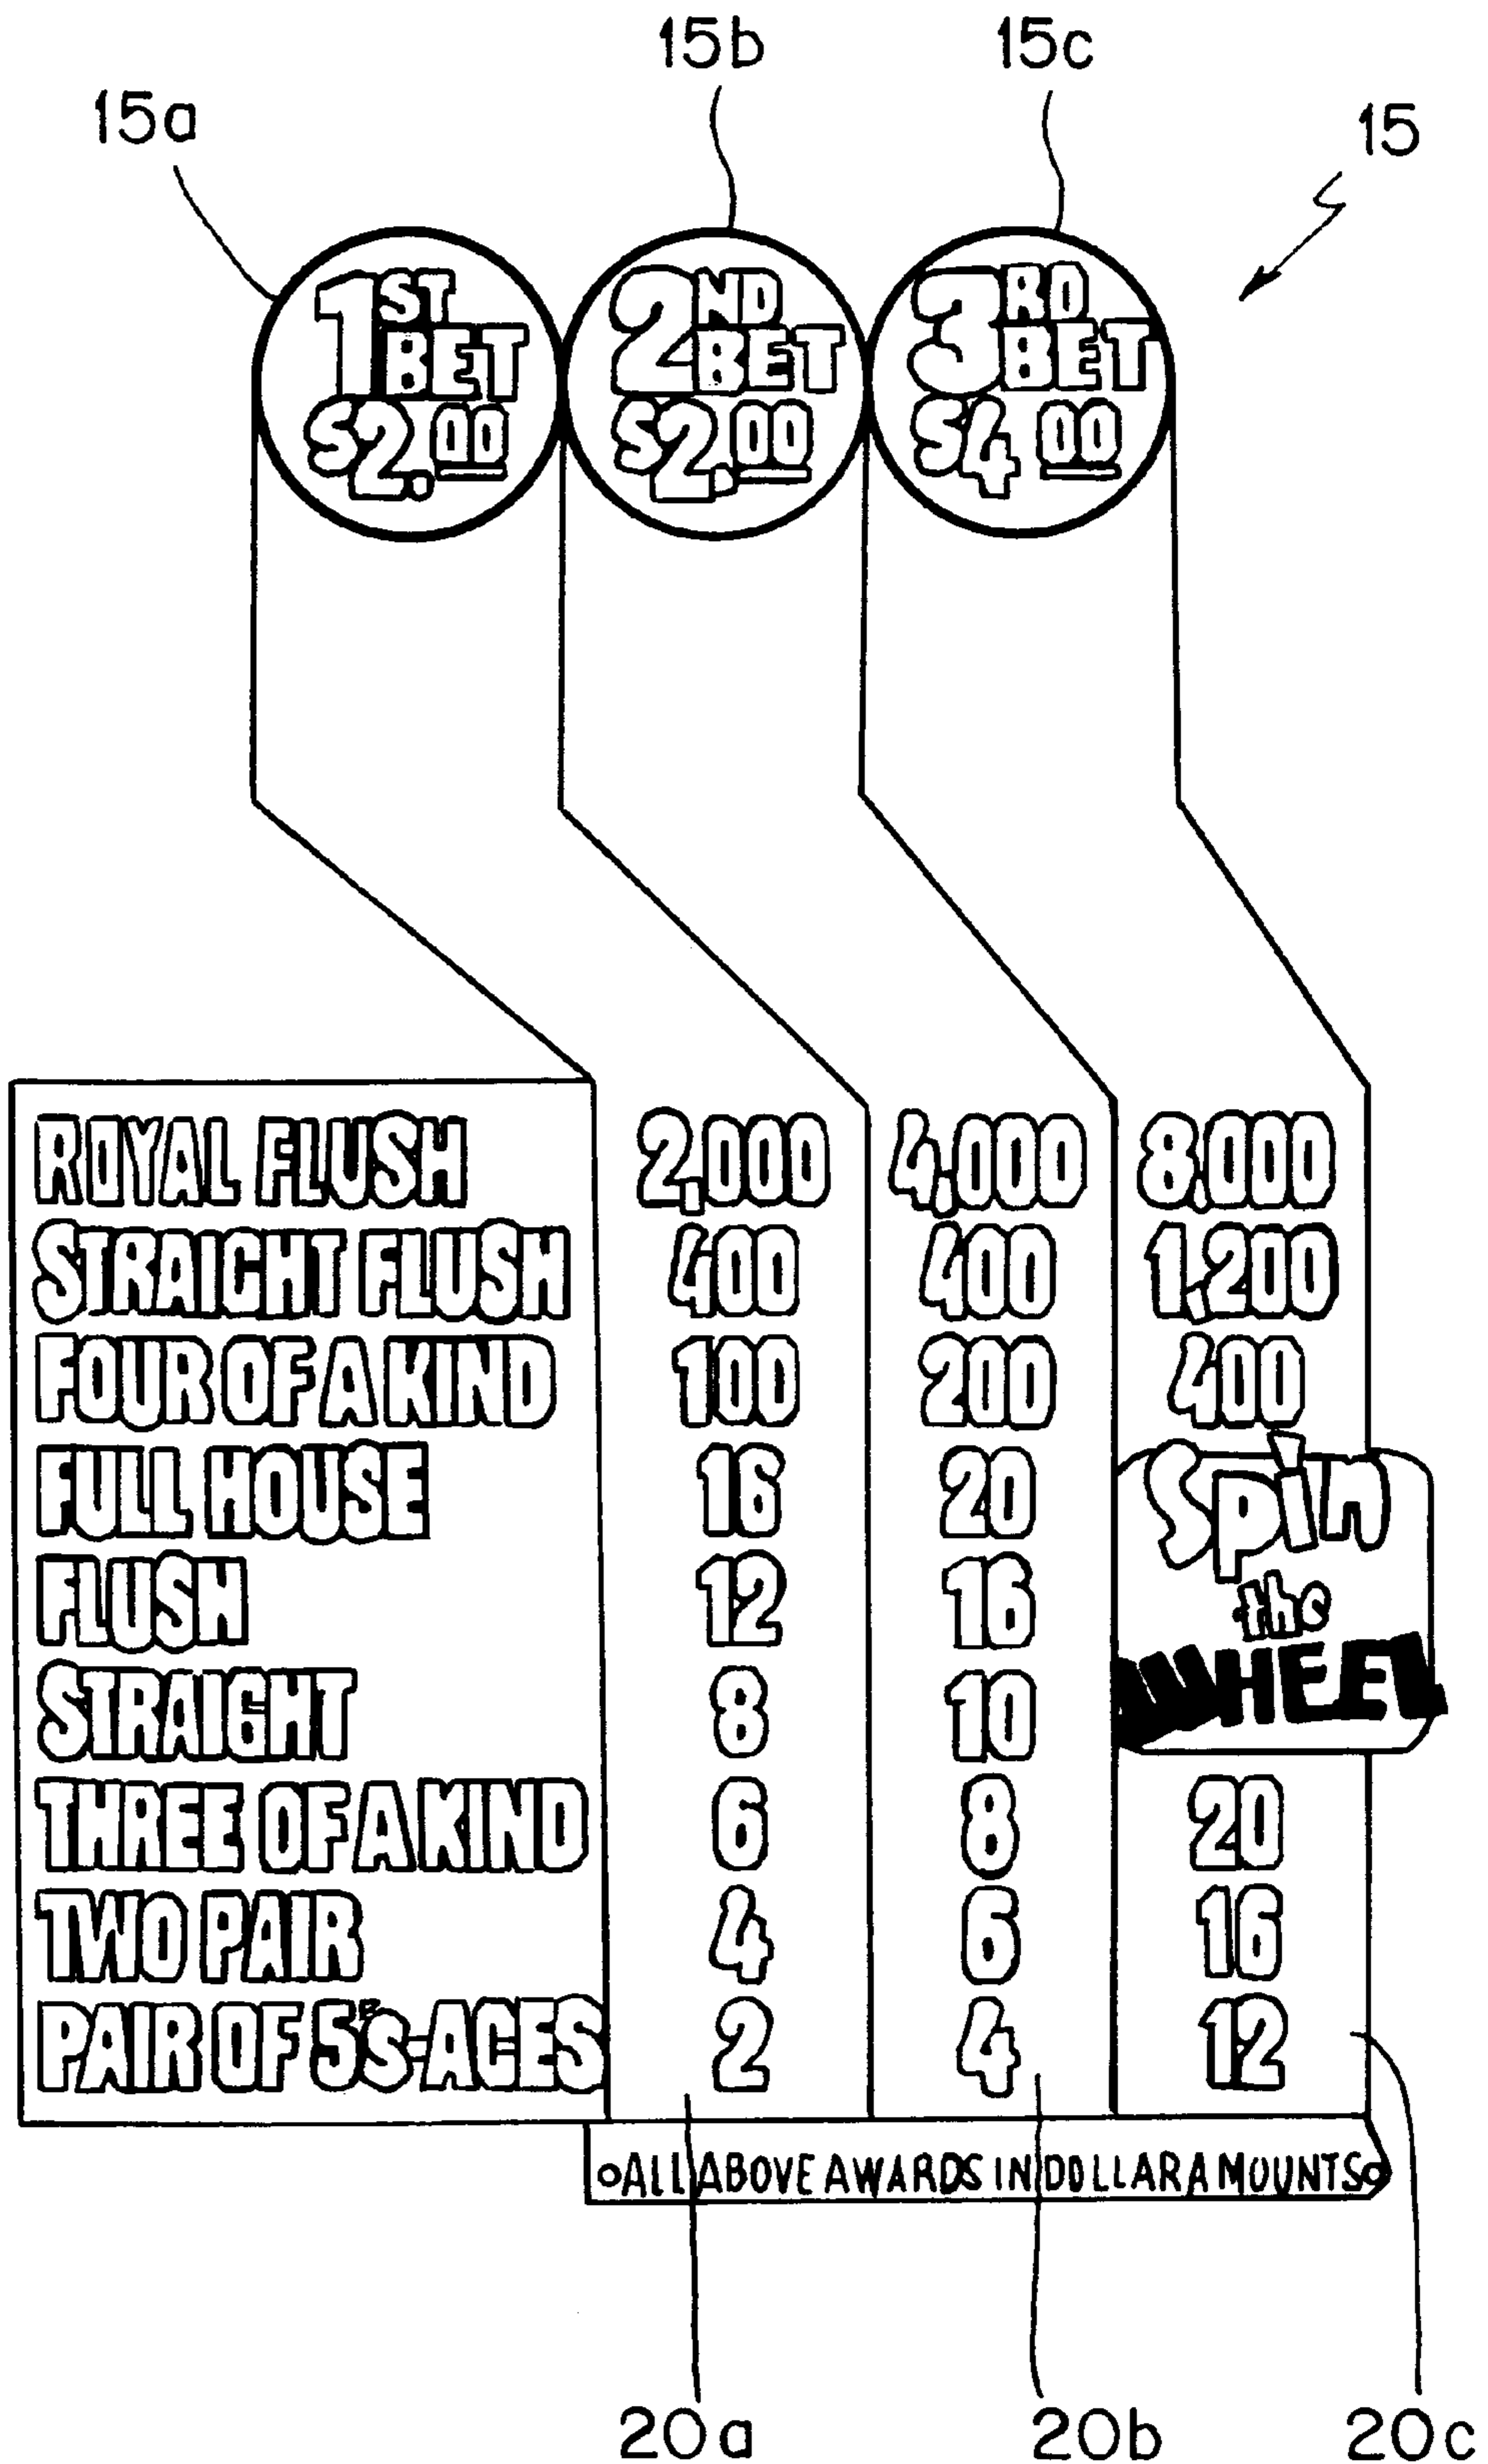 15b 15c
15a 15
1ST BET $2.00
2ND BET $2.00
3RD BET $4.00
ROYAL FLUSH 2,000 4,000 8,000
STRAIGHT FLUSH 400 400 1,200
FOUR OF A KIND 100 200 400
FULL HOUSE 16 20
FLUSH 12 16
STRAIGHT 8 10
Spin
the
WHEEL
THREE OF A KIND 6 8 20
TWO PAIR 4 6 16
PAIR OF 5's-ACES 2 4 12
ALL ABOVE AWARDS IN DOLLAR AMOUNTS
20a 20b 20c